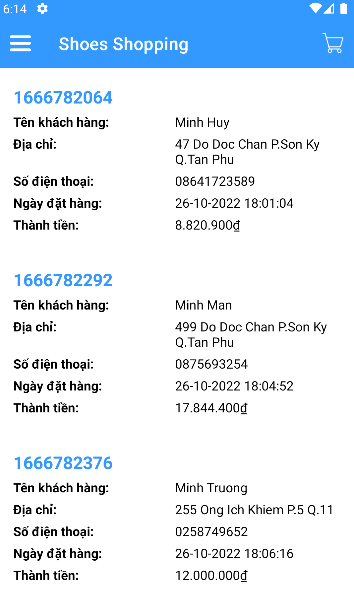 6:14
Shoes Shopping
1666782064
Tên khách hàng: Minh Huy
Địa chỉ: 47 Do Doc Chan P.Son Ky
Q.Tan Phu
Số điện thoại: 08641723589
Ngày đặt hàng: 26-10-2022 18:01:04
Thành tiền: 8.820.900₫
1666782292
Tên khách hàng: Minh Man
Địa chỉ: 499 Do Doc Chan P.Son Ky
Q.Tan Phu
Số điện thoại: 0875693254
Ngày đặt hàng: 26-10-2022 18:04:52
Thành tiền: 17.844.400₫
1666782376
Tên khách hàng: Minh Truong
Địa chỉ: 255 Ong Ich Khiem P.5 Q.11
Số điện thoại: 0258749652
Ngày đặt hàng: 26-10-2022 18:06:16
Thành tiền: 12.000.000₫